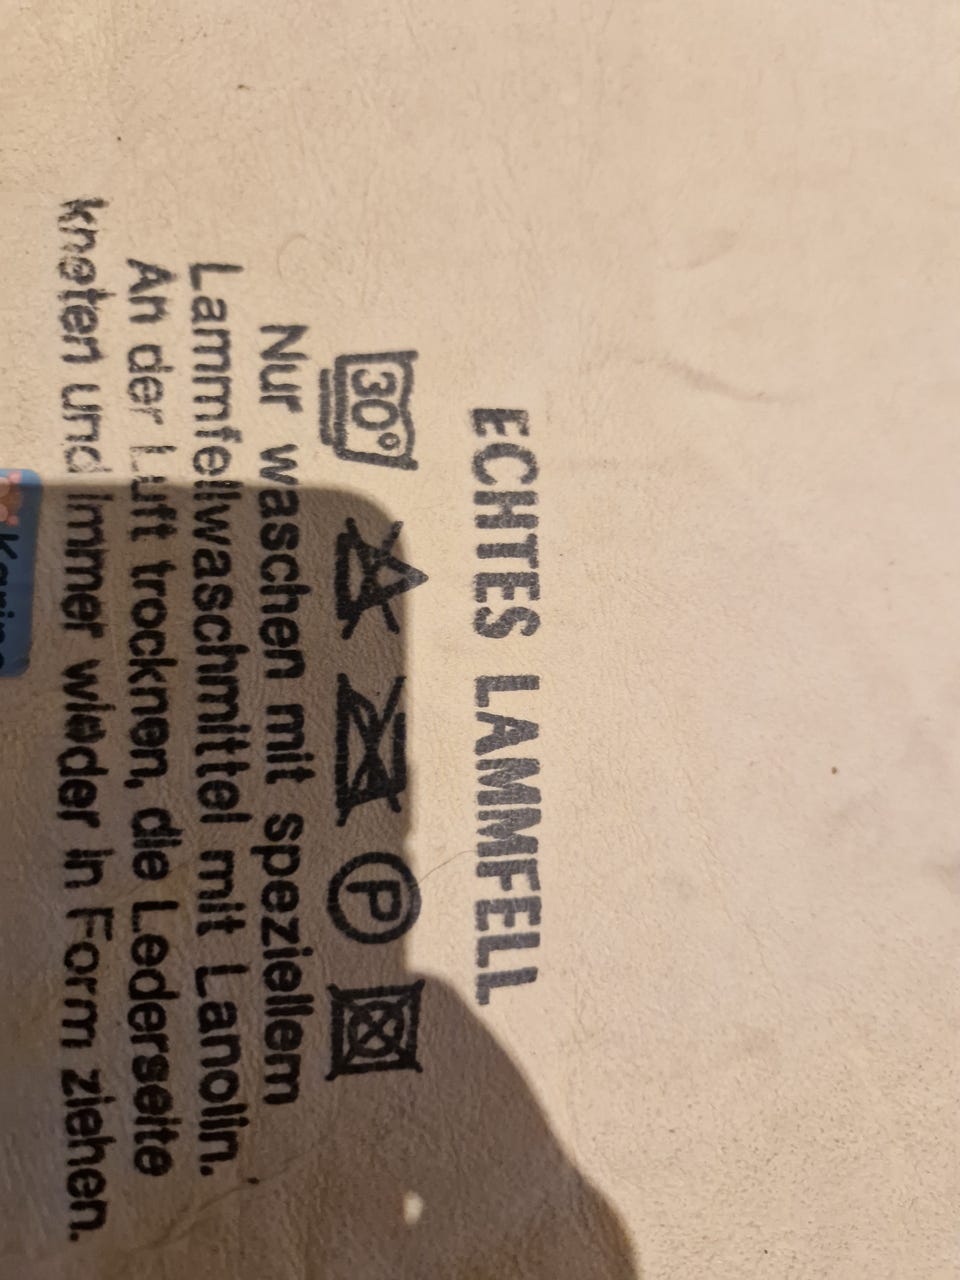 ECHTES LAMMFELL
30° P
Nur waschen mit speziellem
Lammfellwaschmittel mit Lanolin.
An der Luft trocknen, die Lederseite
kneten und immer wieder in Form ziehen.